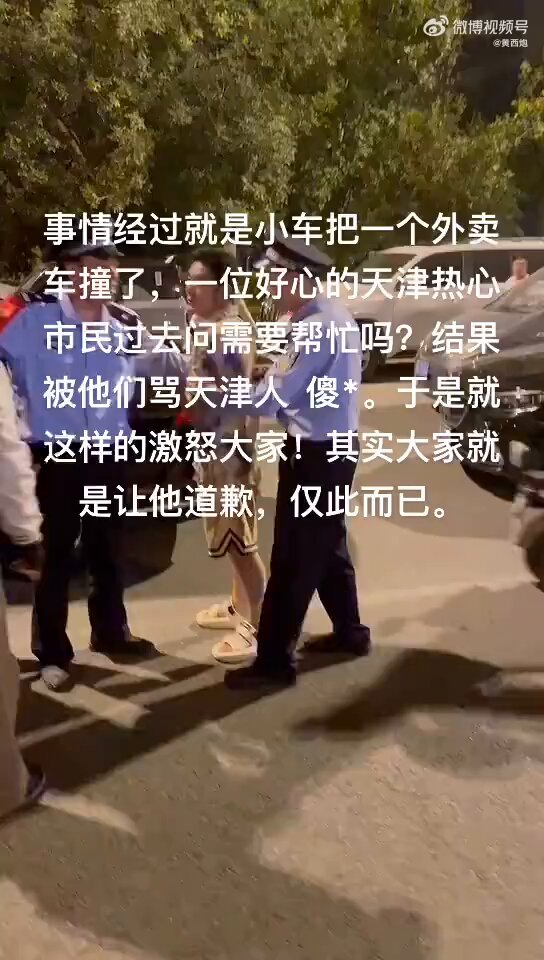 微博视频号
@黄西炮
事情经过就是小车把一个外卖
车撞了，一位好心的天津热心
市民过去问需要帮忙吗？结果
被他们骂天津人 傻*。于是就
这样的激怒大家！其实大家就
是让他道歉，仅此而已。